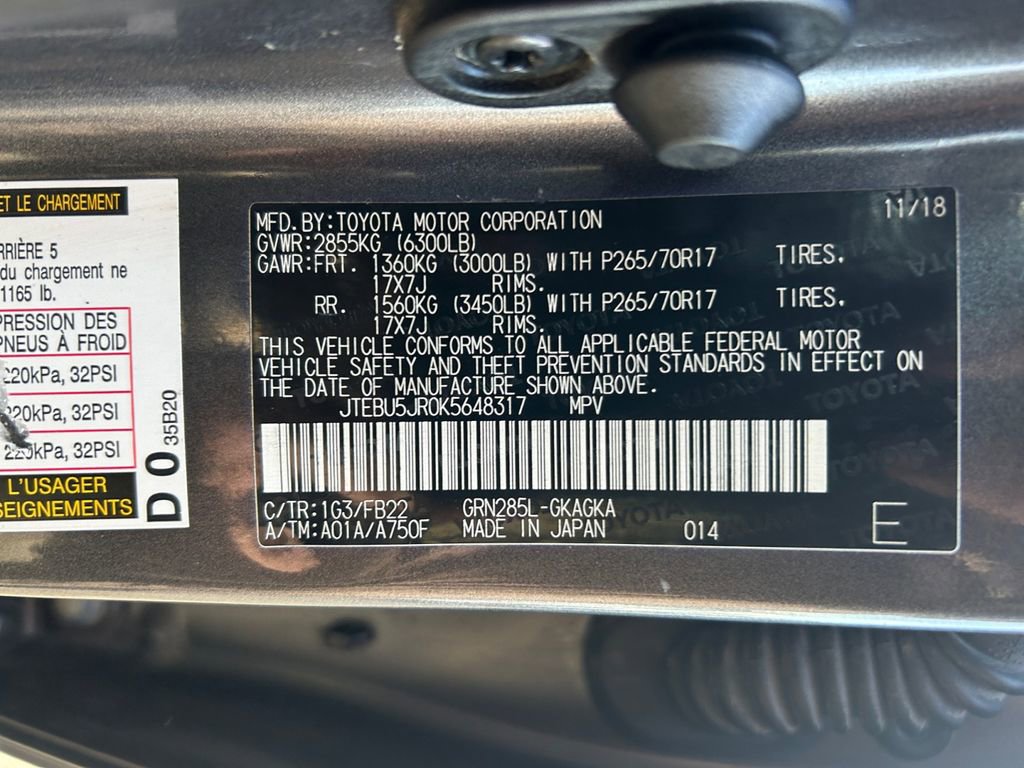 ET LE CHARGEMENT
RRIÈRE 5
du chargement ne
1165 lb.
PRESSION DES
PNEUS À FROID
220kPa, 32PSI
220kPa, 32PSI
220kPa, 32PSI
L'USAGER
SEIGNEMENTS
D 0 35B20
11/18
MFD.BY:TOYOTA MOTOR CORPORATION
GVWR:2855KG (6300LB)
GAWR:FRT. 1360KG (3000LB) WITH P265/70R17 TIRES.
17X7J RIMS.
RR. 1560KG (3450LB) WITH P265/70R17 TIRES.
17X7J RIMS.
THIS VEHICLE CONFORMS TO ALL APPLICABLE FEDERAL MOTOR
VEHICLE SAFETY AND THEFT PREVENTION STANDARDS IN EFFECT ON
THE DATE OF MANUFACTURE SHOWN ABOVE.
JTEBU5JR0K5648317 MPV
C/TR:1G3/FB22 GRN285L-GKAGKA
A/TM:A01A/A750F MADE IN JAPAN 014 E